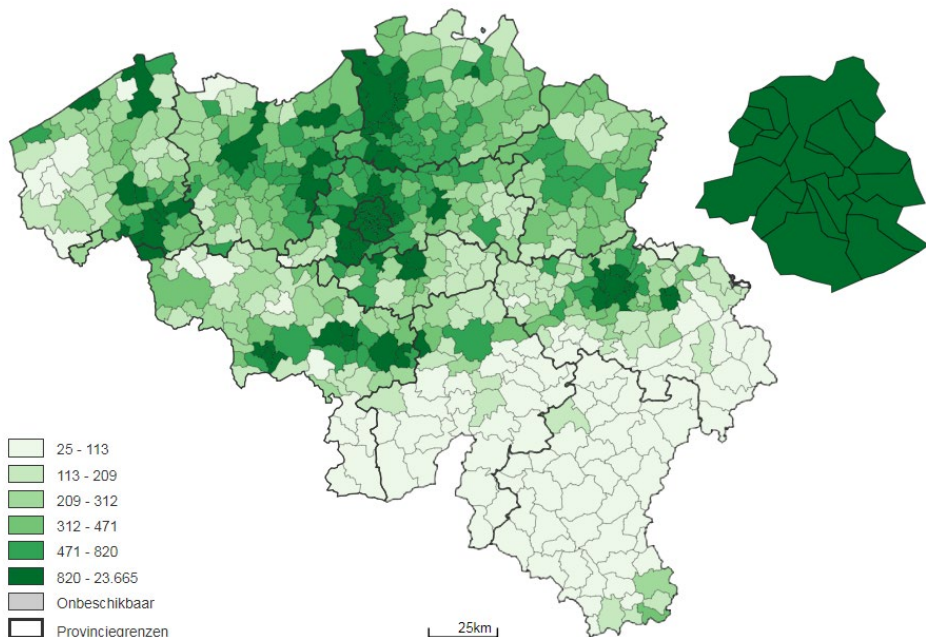 25 - 113
113 - 209
209 - 312
312 - 471
471 - 820
820 - 23.665
Onbeschikbaar
Provinciegrenzen
25km